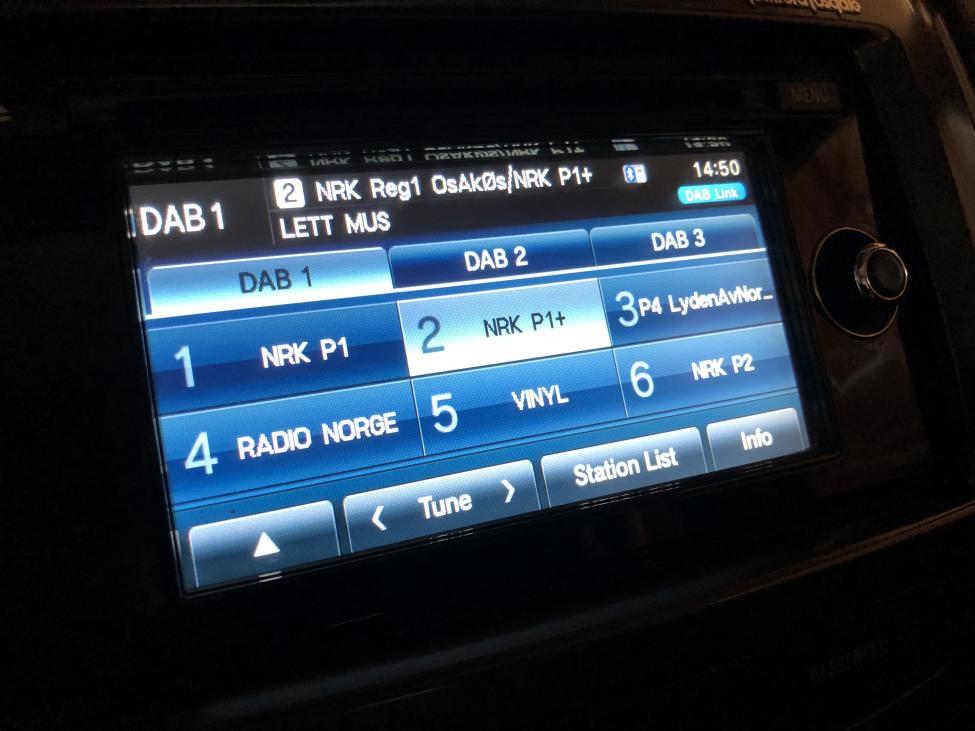 MENU
2 NRK Reg1 OsAkØs/NRK P1+
14:50
DAB1
LETT MUS
DAB Link
DAB 1 DAB 2 DAB 3
1 NRK P1 2 NRK P1+ 3 P4 LydenAvNor...
4 RADIO NORGE 5 VINYL 6 NRK P2
Tune Station List Info
PASSENGER